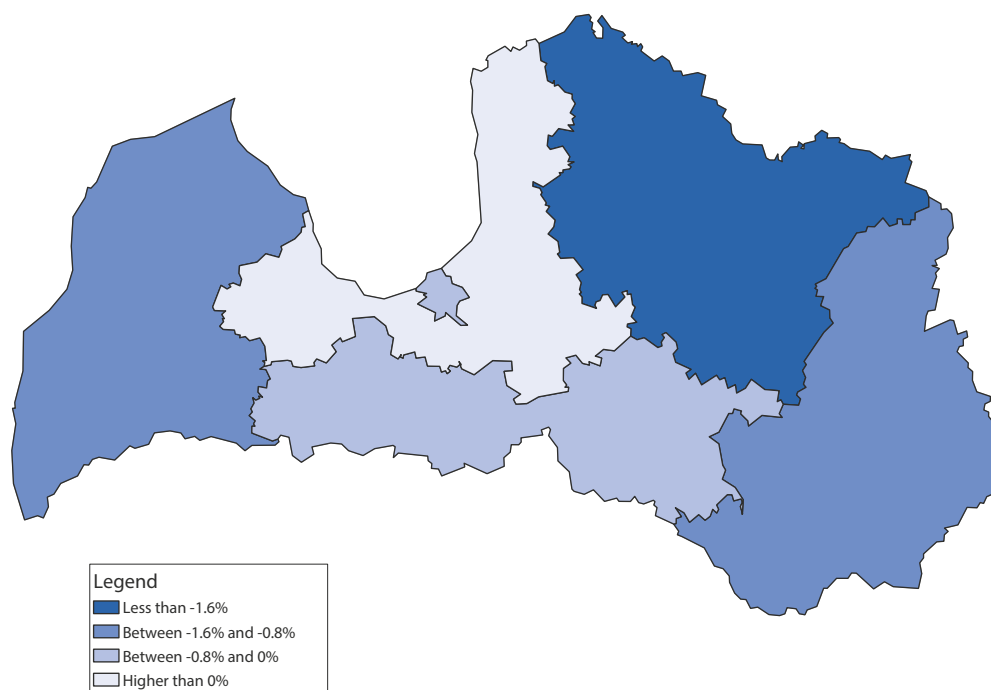 Legend
Less than -1.6%
Between -1.6% and -0.8%
Between -0.8% and 0%
Higher than 0%